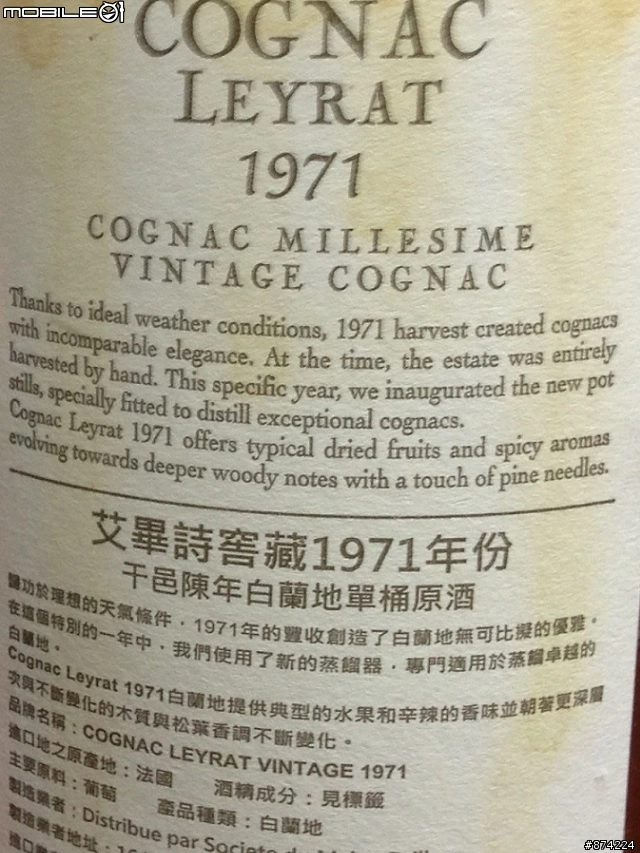 MOBILE01
COGNAC
LEYRAT
1971
COGNAC MILLESIME
VINTAGE COGNAC
Thanks to ideal weather conditions, 1971 harvest created cognacs
with incomparable elegance. At the time, the estate was entirely
harvested by hand. This specific year, we inaugurated the new pot
stills, specially fitted to distill exceptional cognacs.
Cognac Leyrat 1971 offers typical dried fruits and spicy aromas
evolving towards deeper woody notes with a touch of pine needles.
艾畢詩窖藏1971年份
干邑陳年白蘭地單桶原酒
歸功於理想的天氣條件，1971年的豐收創造了白蘭地無可比擬的優雅。
在這個特別的一年中，我們使用了新的蒸餾器，專門適用於蒸餾卓越的
白蘭地。
Cognac Leyrat 1971白蘭地提供典型的水果和辛辣的香味並朝著更深層
次與不斷變化的木質與松葉香調不斷變化。
品牌名稱：COGNAC LEYRAT VINTAGE 1971
進口地之原產地：法國 酒精成分：見標籤
主要原料：葡萄 產品種類：白蘭地
製造業者：Distribue par Societe
製造業者地址：
#874224